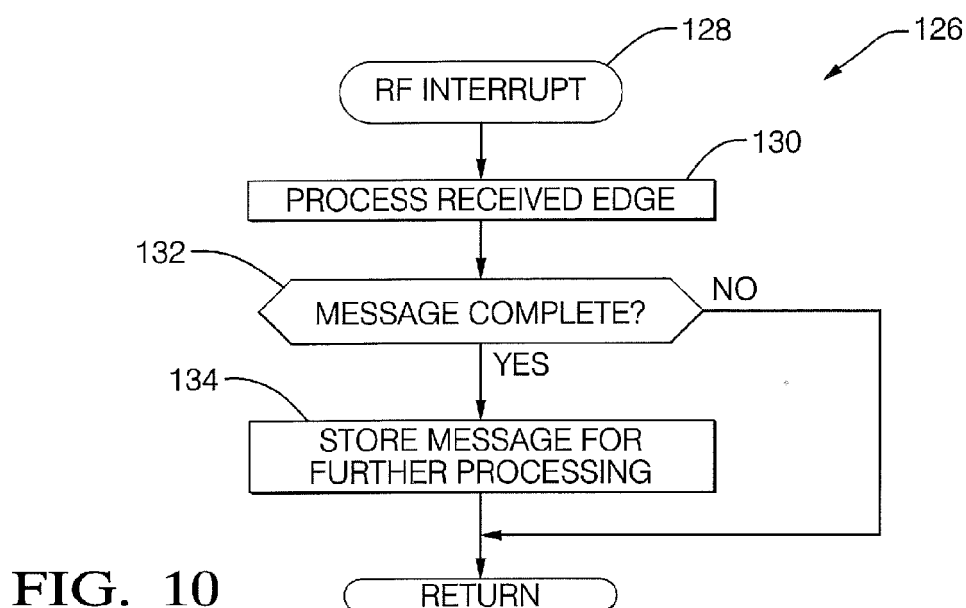 128
126
RF INTERRUPT
130
PROCESS RECEIVED EDGE
132
NO
MESSAGE COMPLETE?
YES
134
STORE MESSAGE FOR
FURTHER PROCESSING
FIG. 10
RETURN